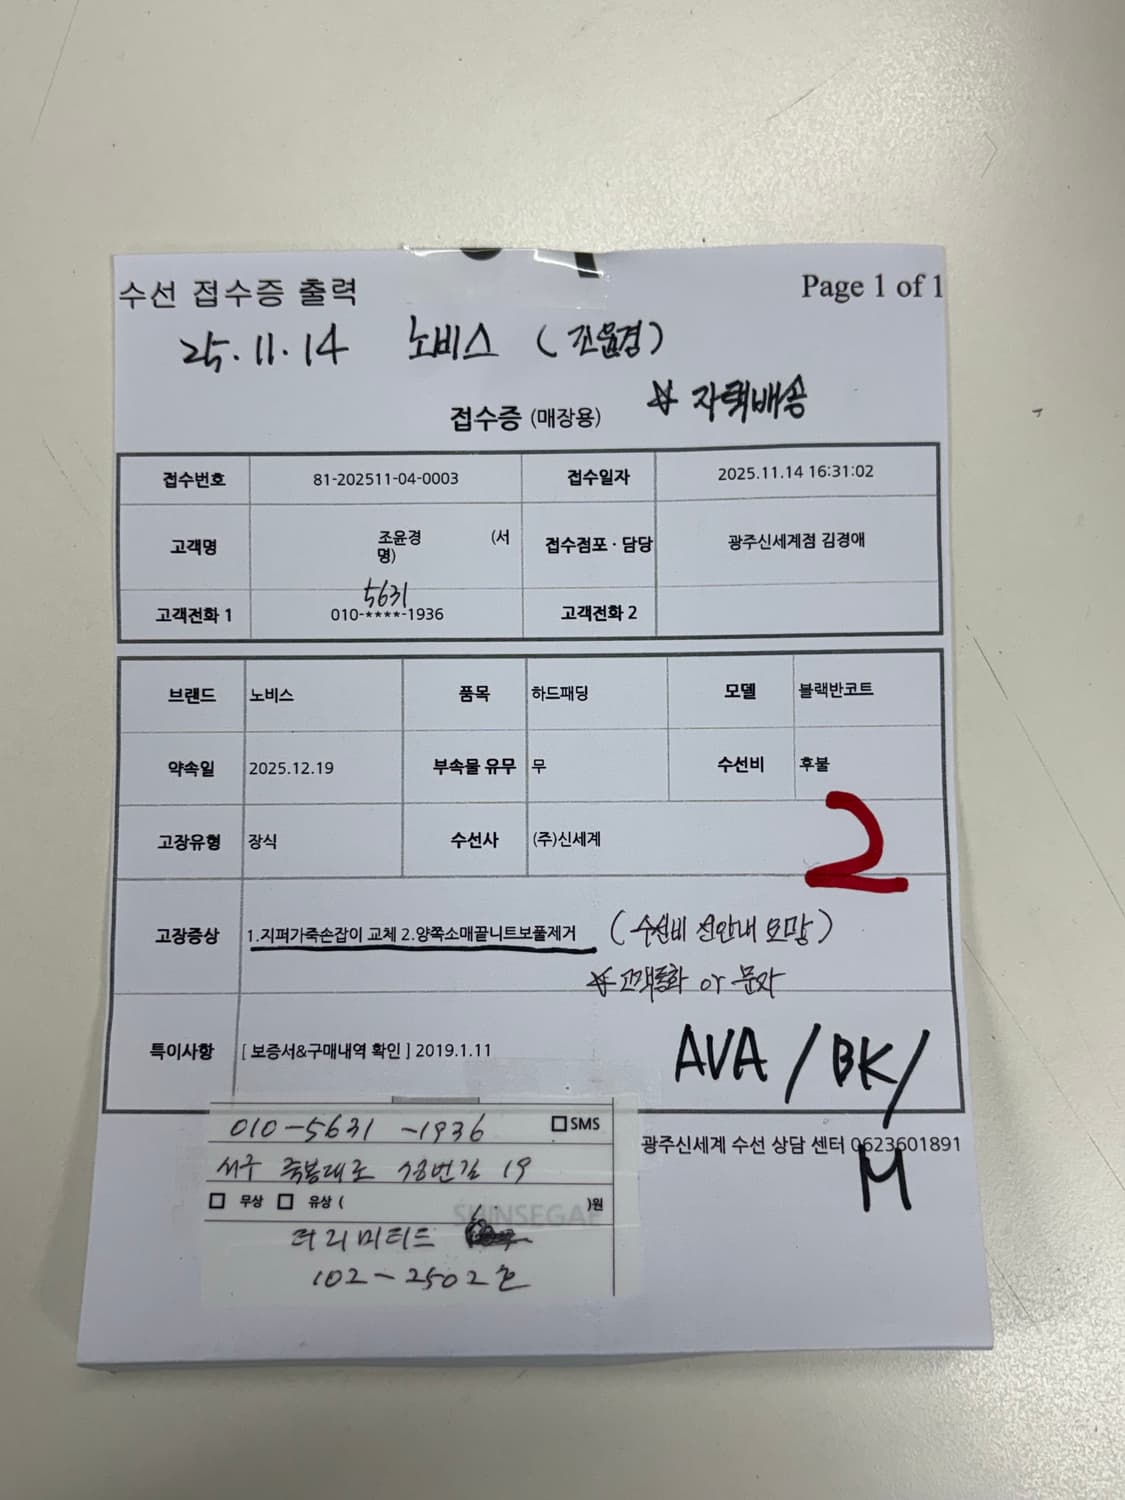 수선 접수증 출력 Page 1 of 1
25.11.14 노비스 (조윤경)
☆ 자택배송
접수증 (매장용)
접수번호 81-202511-04-0003 접수일자 2025.11.14 16:31:02
고객명 조윤경 (서명) 접수점포 · 담당 광주신세계점 김경애
5631
고객전화 1 010-****-1936 고객전화 2
브랜드 노비스 품목 하드패딩 모델 블랙반코트
약속일 2025.12.19 부속물 유무 무 수선비 후불
2
고장유형 장식 수선사 (주)신세계
고장증상 1.지퍼가죽손잡이 교체 2.양쪽소매끝니트보풀제거 (수선비 선안내 요망)
☆ 고객통화 or 문자
특이사항 [ 보증서&구매내역 확인 ] 2019.1.11 AVA / BK /
M
010-5631-1936 □ SMS
광주신세계 수선 상담 센터 0623601891
서구 죽봉대로 19
□ 무상 □ 유상 ( )원
SHINSEGAE
더리미티드
102-2502호